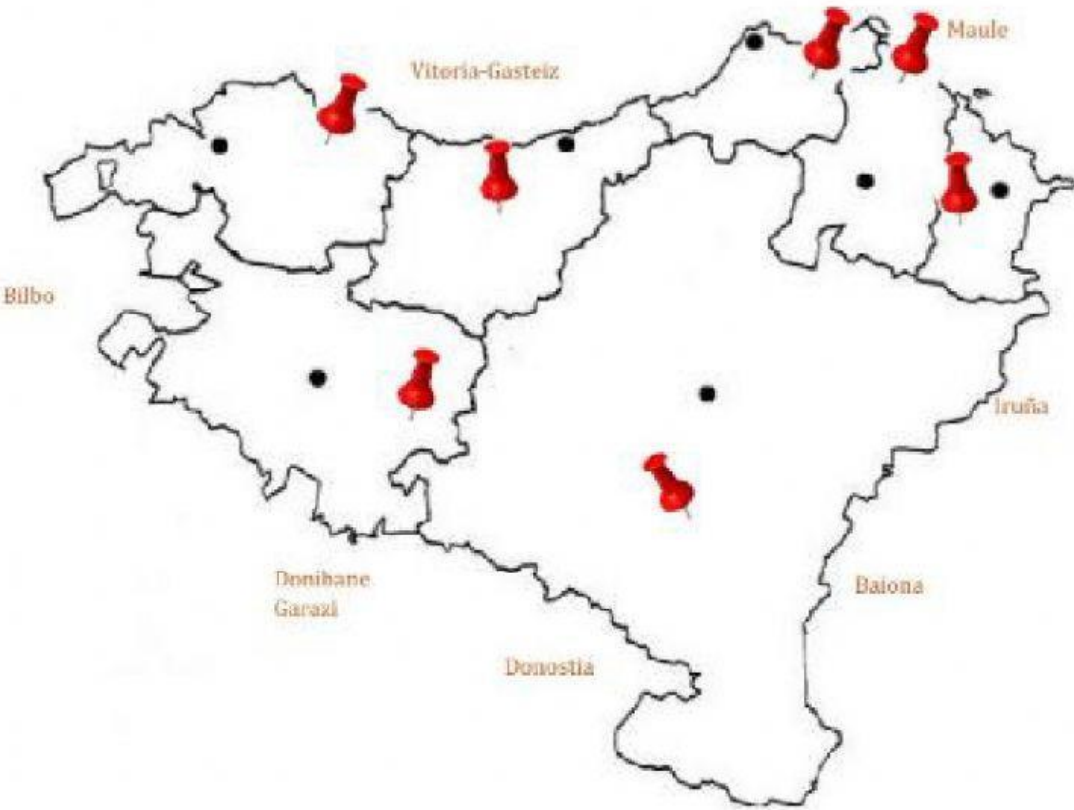 Maule
Vitoria-Gasteiz
Bilbo
Iruña
Donibane
Garazi
Baiona
Donostia